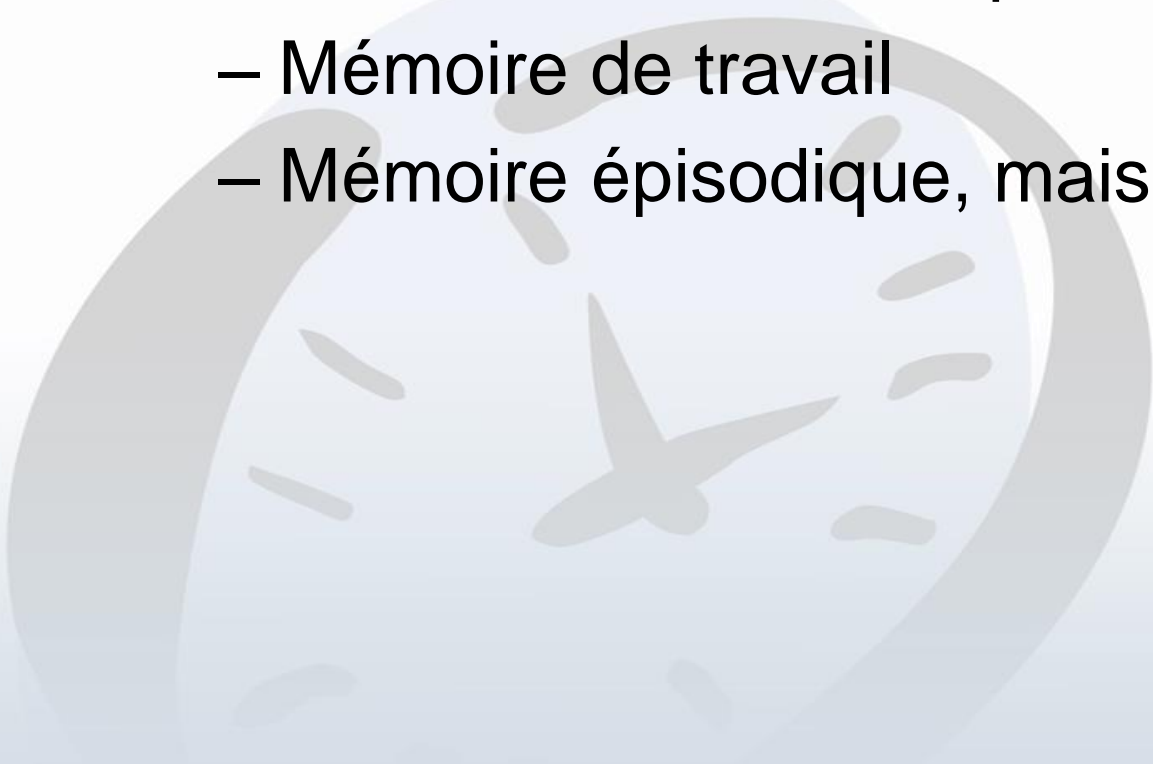 – Mémoire de travail
– Mémoire épisodique, mais